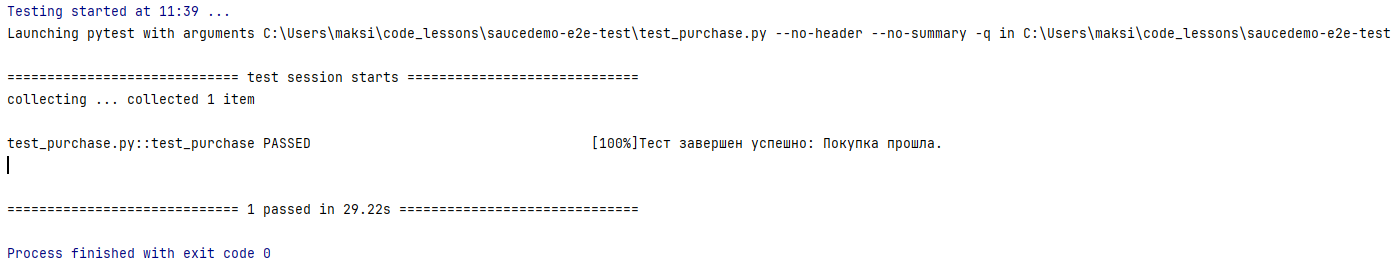 Testing started at 11:39 ...
Launching pytest with arguments C:\Users\maksi\code_lessons\saucedemo-e2e-test\test_purchase.py --no-header --no-summary -q in C:\Users\maksi\code_lessons\saucedemo-e2e-test
============================= test session starts =============================
collecting ... collected 1 item
test_purchase.py::test_purchase PASSED                                   [100%]Тест завершен успешно: Покупка прошла.
============================= 1 passed in 29.22s ==============================
Process finished with exit code 0